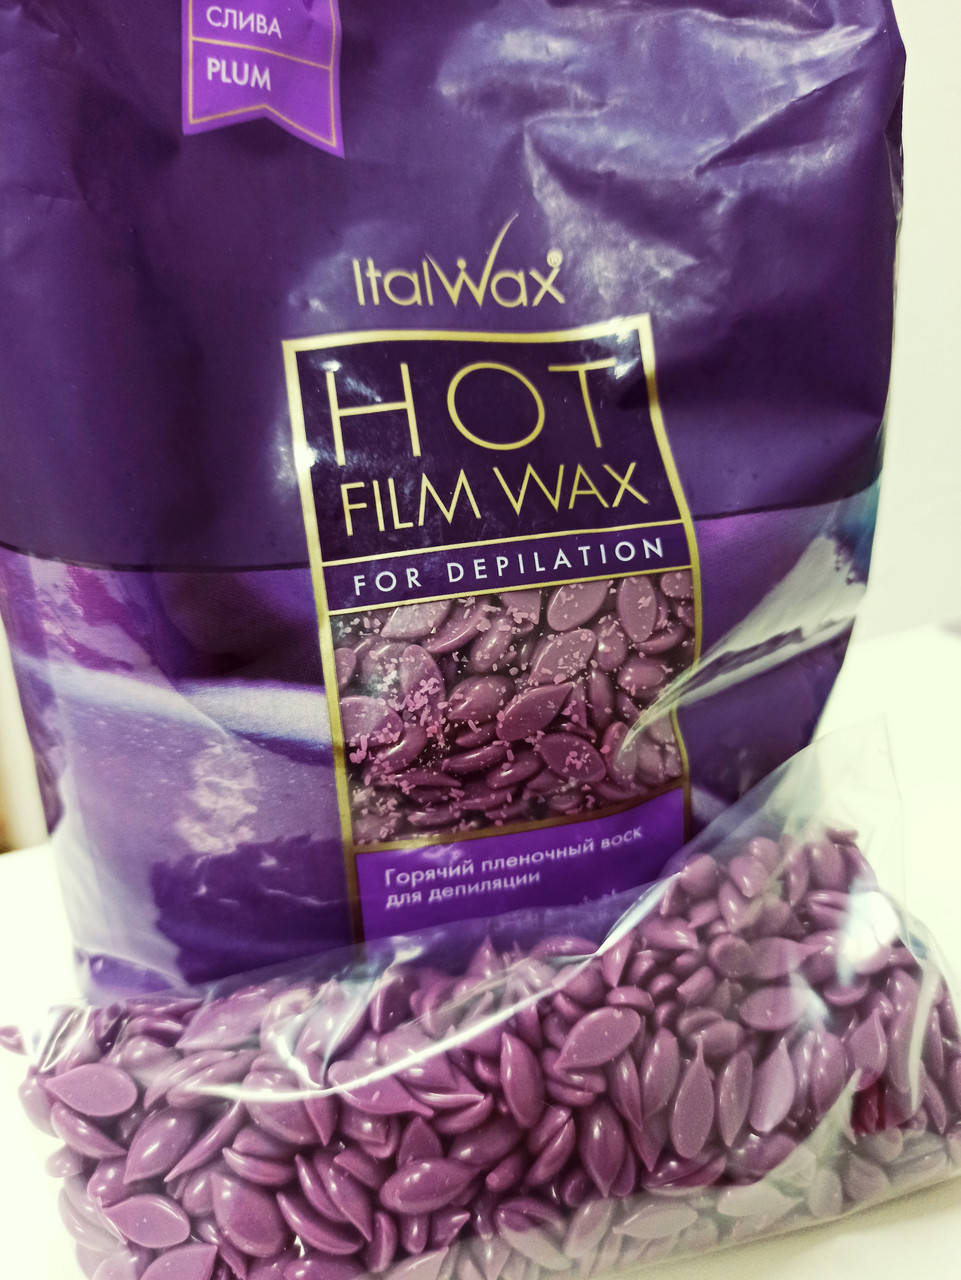 СЛИВА
PLUM
ItalWax®
HOT
FILM WAX
FOR DEPILATION
Горячий пленочный воск
для депиляции